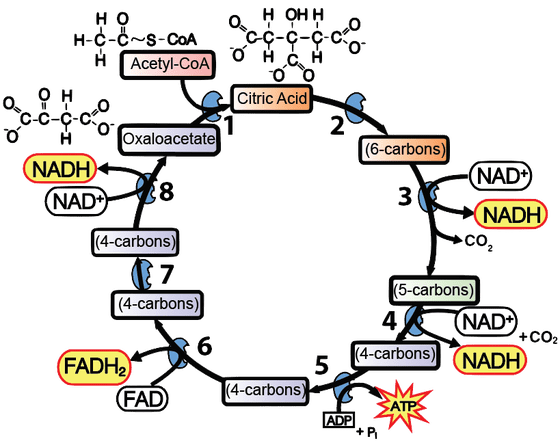 H O
H-C-C~S-CoA
H
Acetyl-CoA
O OH H O
C C C C
O⁻ H C H O⁻
O C O⁻
Citric Acid
1
2
(6-carbons)
3
NAD+
NADH
CO₂
(5-carbons)
4
NAD+
+ CO₂
NADH
(4-carbons)
5
ADP
+ Pi
ATP
(4-carbons)
6
FAD
FADH₂
(4-carbons)
7
(4-carbons)
8
NAD+
NADH
Oxaloacetate
O O H O
C C C C
O⁻ H O⁻